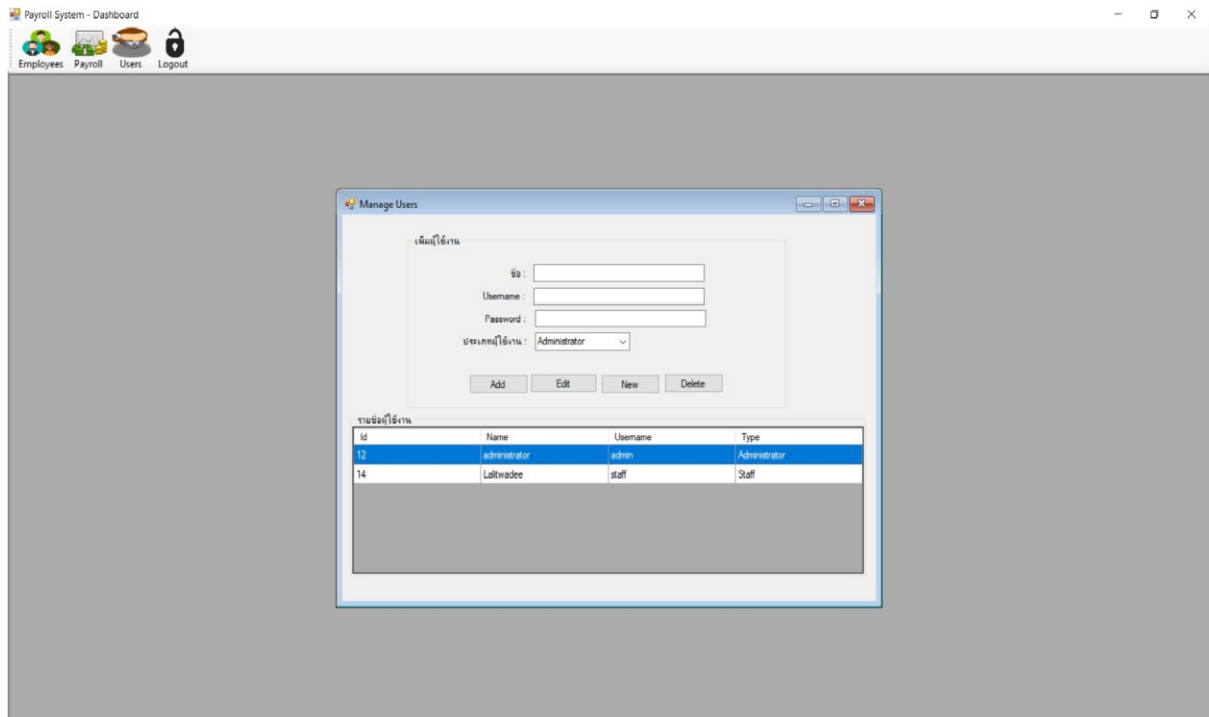 Payroll System - Dashboard
Employees Payroll Users Logout
Manage Users
เพิ่มผู้ใช้งาน
ชื่อ :
Username :
Password :
ประเภทผู้ใช้งาน : Administrator
Add Edit New Delete
รายชื่อผู้ใช้งาน
Id Name Username Type
12 administrator admin Administrator
14 Lalitwadee staff Staff